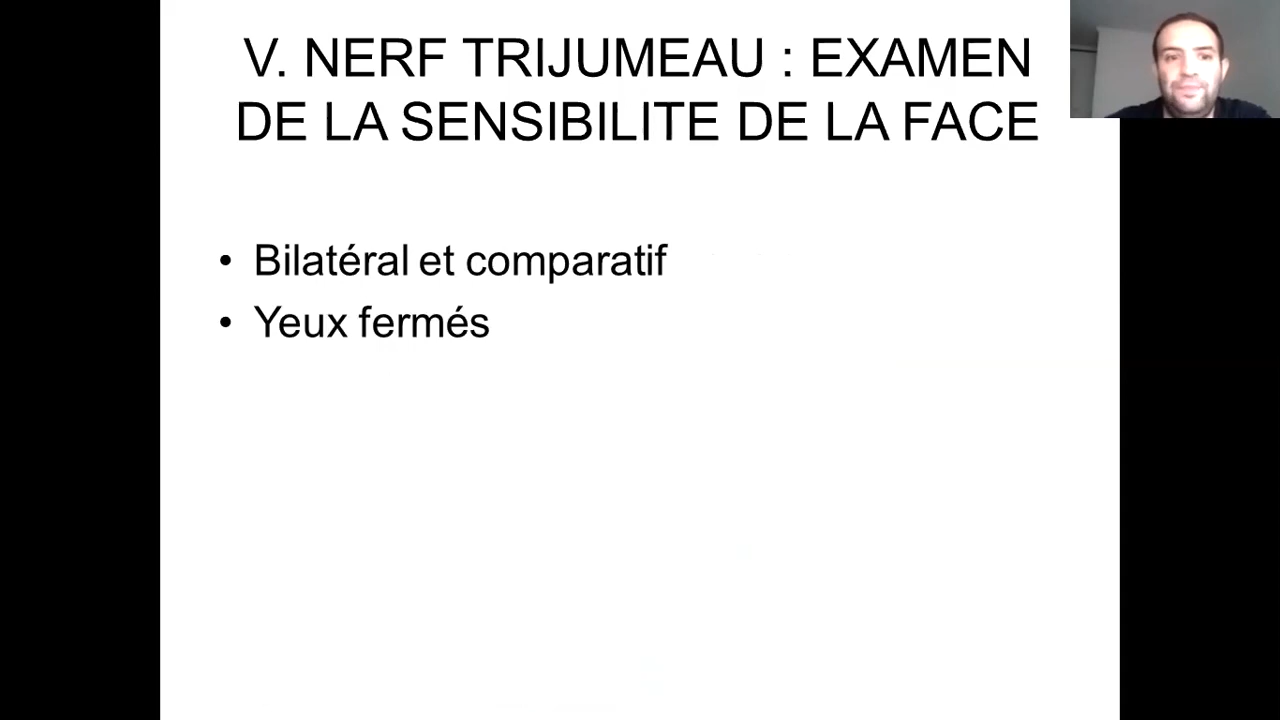 V. NERF TRIJUMEAU : EXAMEN
DE LA SENSIBILITE DE LA FACE
• Bilatéral et comparatif
• Yeux fermés